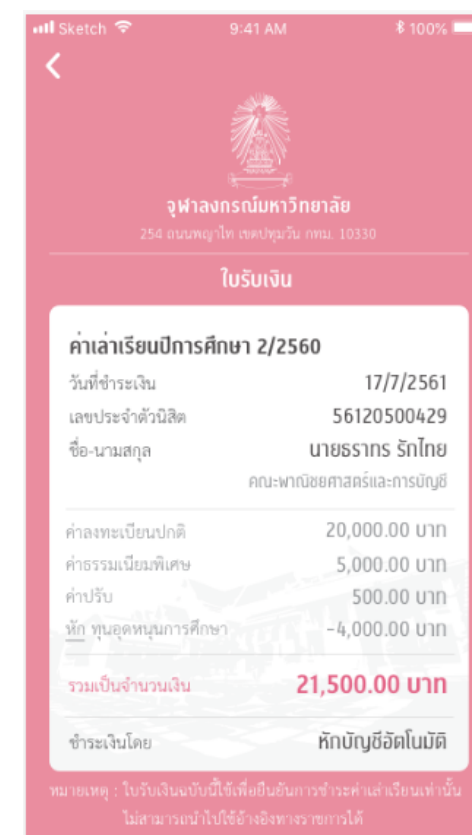 Sketch 9:41 AM 100%
จุฬาลงกรณ์มหาวิทยาลัย
254 ถนนพญาไท เขตปทุมวัน กทม. 10330
ใบรับเงิน
ค่าเล่าเรียนปีการศึกษา 2/2560
วันที่ชำระเงิน 17/7/2561
เลขประจำตัวนิสิต 56120500429
ชื่อ-นามสกุล นายธราทร รักไทย
คณะพาณิชยศาสตร์และการบัญชี
ค่าลงทะเบียนปกติ 20,000.00 บาท
ค่าธรรมเนียมพิเศษ 5,000.00 บาท
ค่าปรับ 500.00 บาท
หัก ทุนอุดหนุนการศึกษา -4,000.00 บาท
รวมเป็นจำนวนเงิน 21,500.00 บาท
ชำระเงินโดย หักบัญชีอัตโนมัติ
หมายเหตุ : ใบรับเงินฉบับนี้ใช้เพื่อยืนยันการชำระค่าเล่าเรียนเท่านั้น
ไม่สามารถนำไปใช้อ้างอิงทางราชการได้